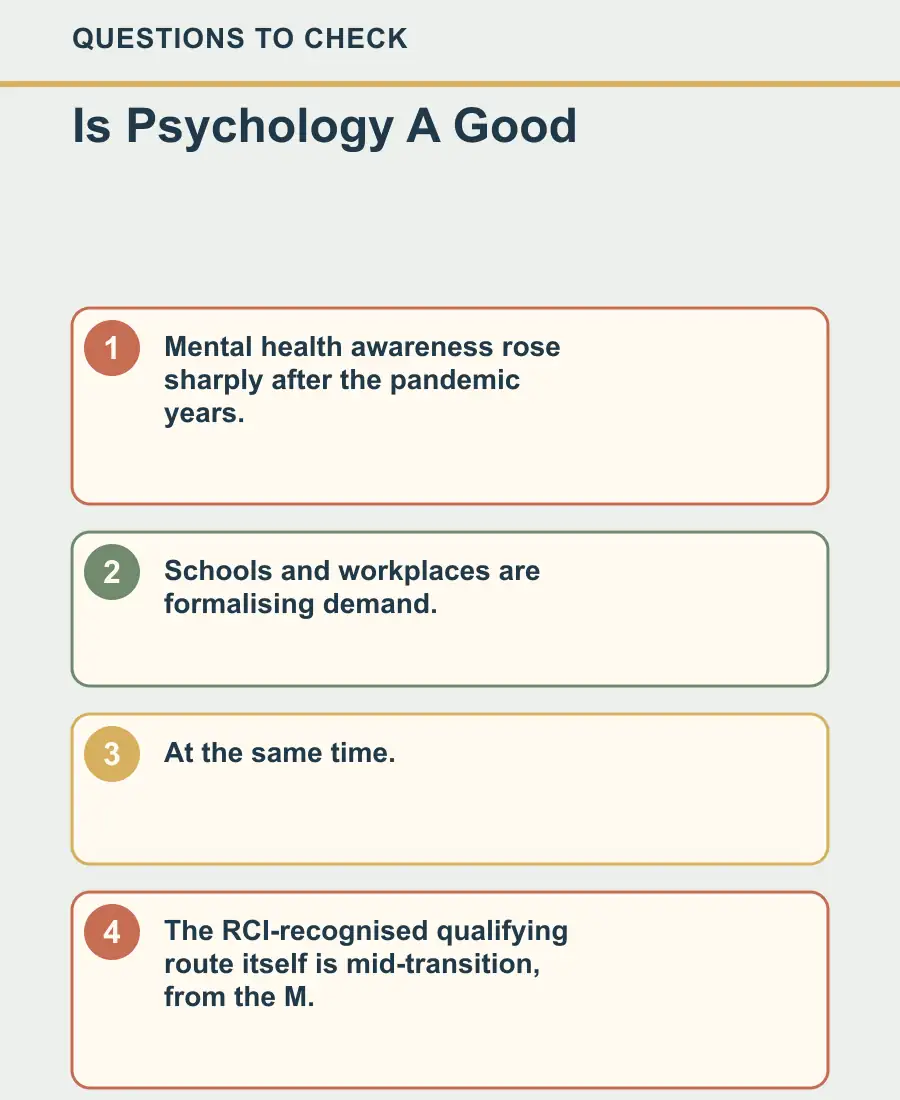 QUESTIONS TO CHECK
Is Psychology A Good
1
Mental health awareness rose
sharply after the pandemic
years.
2
Schools and workplaces are
formalising demand.
3
At the same time.
4
The RCI-recognised qualifying
route itself is mid-transition,
from the M.